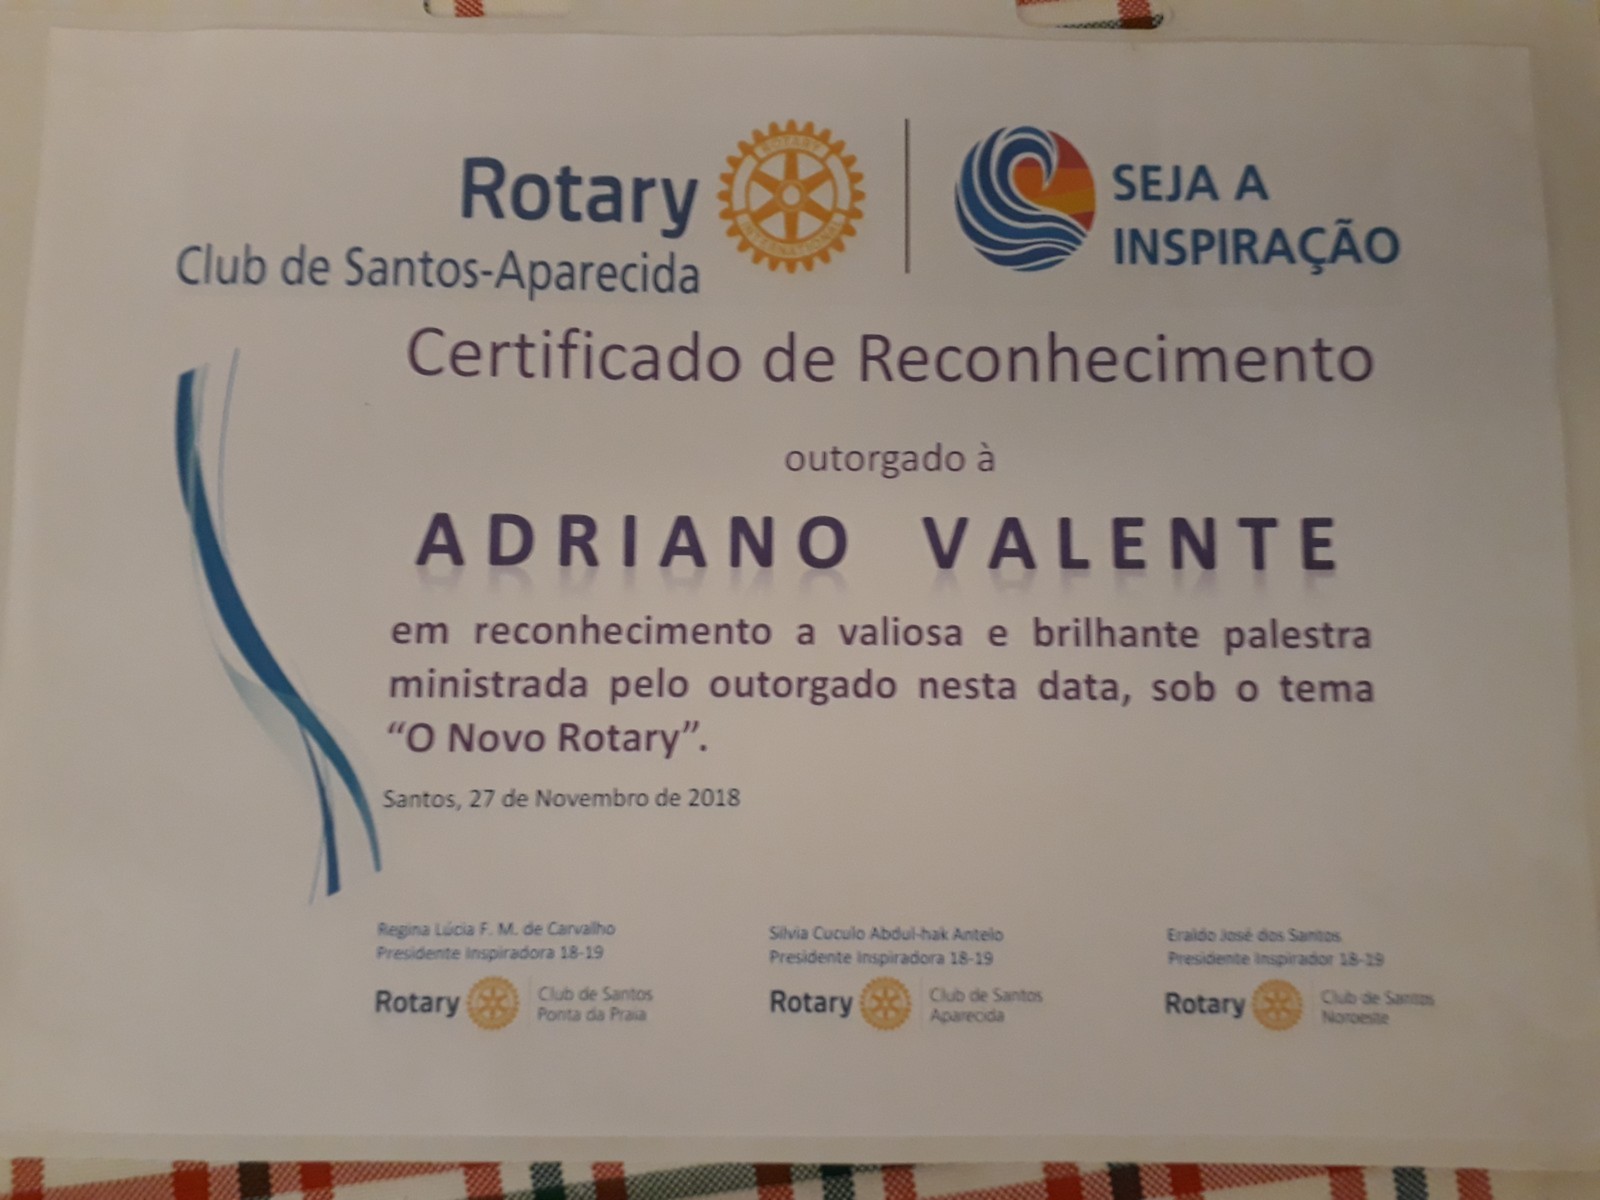 Rotary
Club de Santos-Aparecida
ROTARY
INTERNATIONAL
SEJA A
INSPIRAÇÃO
Certificado de Reconhecimento
outorgado à
ADRIANO VALENTE
em reconhecimento a valiosa e brilhante palestra
ministrada pelo outorgado nesta data, sob o tema
“O Novo Rotary”.
Santos, 27 de Novembro de 2018
Regina Lúcia F. M. de Carvalho
Presidente Inspiradora 18-19
Rotary
Club de Santos
Ponta da Praia
Silvia Cuculo Abdul-hak Antelo
Presidente Inspiradora 18-19
Rotary
Club de Santos
Aparecida
Eraldo José dos Santos
Presidente Inspirador 18-19
Rotary
Club de Santos
Noroeste